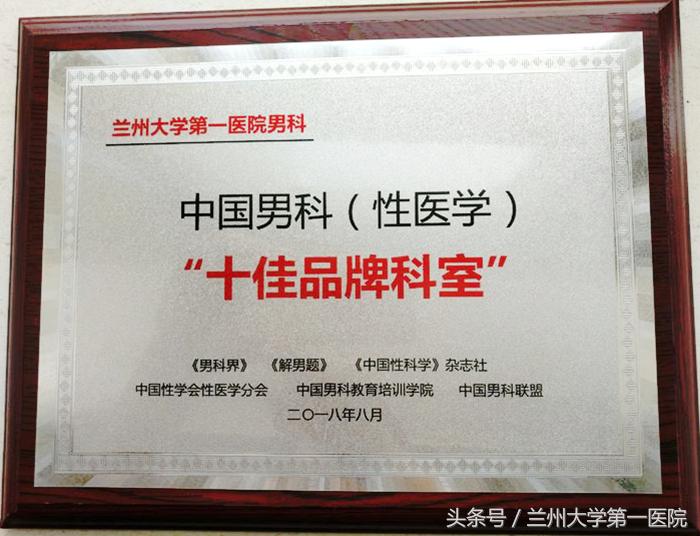 兰州大学第一医院男科
中国男科（性医学）
“十佳品牌科室”
《男科界》 《解男题》 《中国性科学》杂志社
中国性学会性医学分会 中国男科教育培训学院 中国男科联盟
二〇一八年八月
头条号 / 兰州大学第一医院